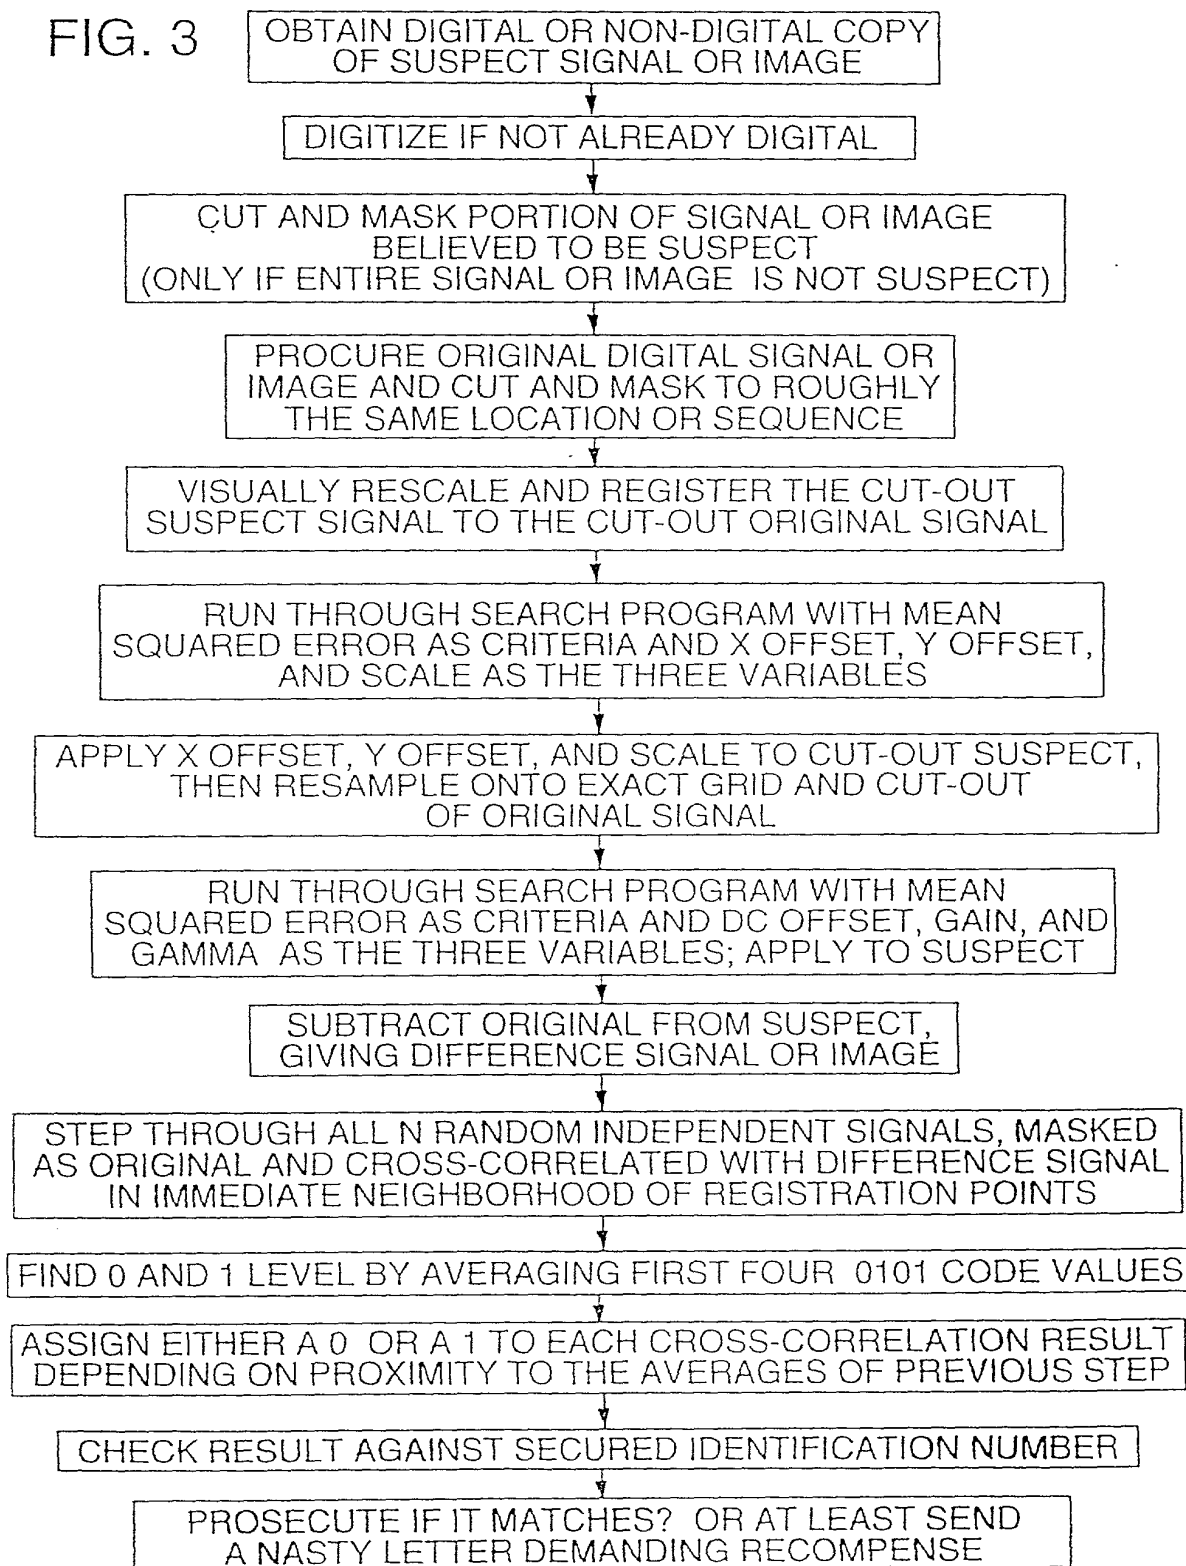 FIG. 3
OBTAIN DIGITAL OR NON-DIGITAL COPY
OF SUSPECT SIGNAL OR IMAGE
DIGITIZE IF NOT ALREADY DIGITAL
CUT AND MASK PORTION OF SIGNAL OR IMAGE
BELIEVED TO BE SUSPECT
(ONLY IF ENTIRE SIGNAL OR IMAGE IS NOT SUSPECT)
PROCURE ORIGINAL DIGITAL SIGNAL OR
IMAGE AND CUT AND MASK TO ROUGHLY
THE SAME LOCATION OR SEQUENCE
VISUALLY RESCALE AND REGISTER THE CUT-OUT
SUSPECT SIGNAL TO THE CUT-OUT ORIGINAL SIGNAL
RUN THROUGH SEARCH PROGRAM WITH MEAN
SQUARED ERROR AS CRITERIA AND X OFFSET, Y OFFSET,
AND SCALE AS THE THREE VARIABLES
APPLY X OFFSET, Y OFFSET, AND SCALE TO CUT-OUT SUSPECT,
THEN RESAMPLE ONTO EXACT GRID AND CUT-OUT
OF ORIGINAL SIGNAL
RUN THROUGH SEARCH PROGRAM WITH MEAN
SQUARED ERROR AS CRITERIA AND DC OFFSET, GAIN, AND
GAMMA AS THE THREE VARIABLES; APPLY TO SUSPECT
SUBTRACT ORIGINAL FROM SUSPECT,
GIVING DIFFERENCE SIGNAL OR IMAGE
STEP THROUGH ALL N RANDOM INDEPENDENT SIGNALS, MASKED
AS ORIGINAL AND CROSS-CORRELATED WITH DIFFERENCE SIGNAL
IN IMMEDIATE NEIGHBORHOOD OF REGISTRATION POINTS
FIND 0 AND 1 LEVEL BY AVERAGING FIRST FOUR 0101 CODE VALUES
ASSIGN EITHER A 0 OR A 1 TO EACH CROSS-CORRELATION RESULT
DEPENDING ON PROXIMITY TO THE AVERAGES OF PREVIOUS STEP
CHECK RESULT AGAINST SECURED IDENTIFICATION NUMBER
PROSECUTE IF IT MATCHES? OR AT LEAST SEND
A NASTY LETTER DEMANDING RECOMPENSE